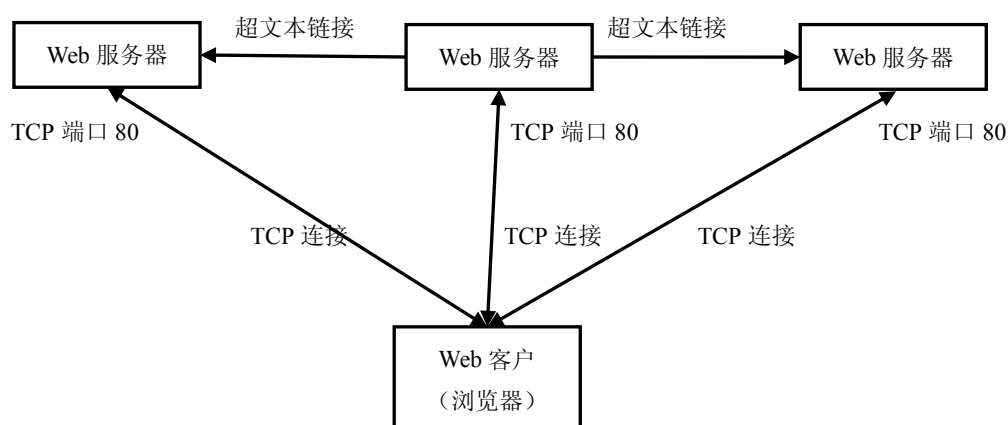 超文本链接
超文本链接
Web 服务器
Web 服务器
Web 服务器
TCP 端口 80
TCP 端口 80
TCP 端口 80
TCP 连接
TCP 连接
TCP 连接
Web 客户
（浏览器）